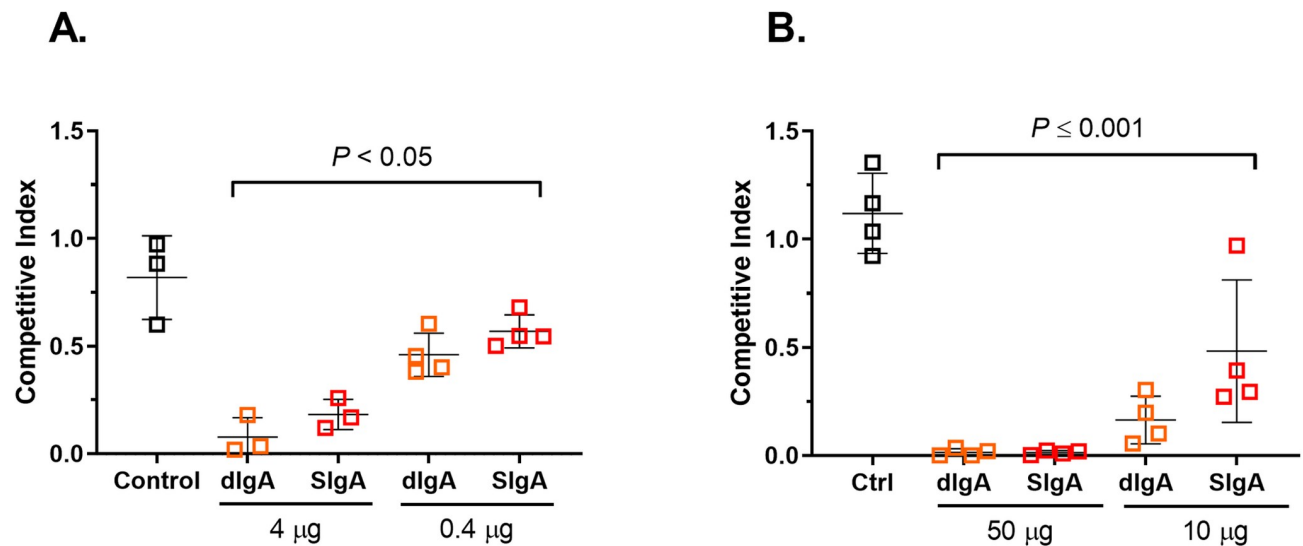 A.
P < 0.05
Competitive Index
1.5
1.0
0.5
0.0
Control dIgA SIgA dIgA SIgA
4 μg 0.4 μg
B.
P ≤ 0.001
Competitive Index
1.5
1.0
0.5
0.0
Ctrl dIgA SIgA dIgA SIgA
50 μg 10 μg